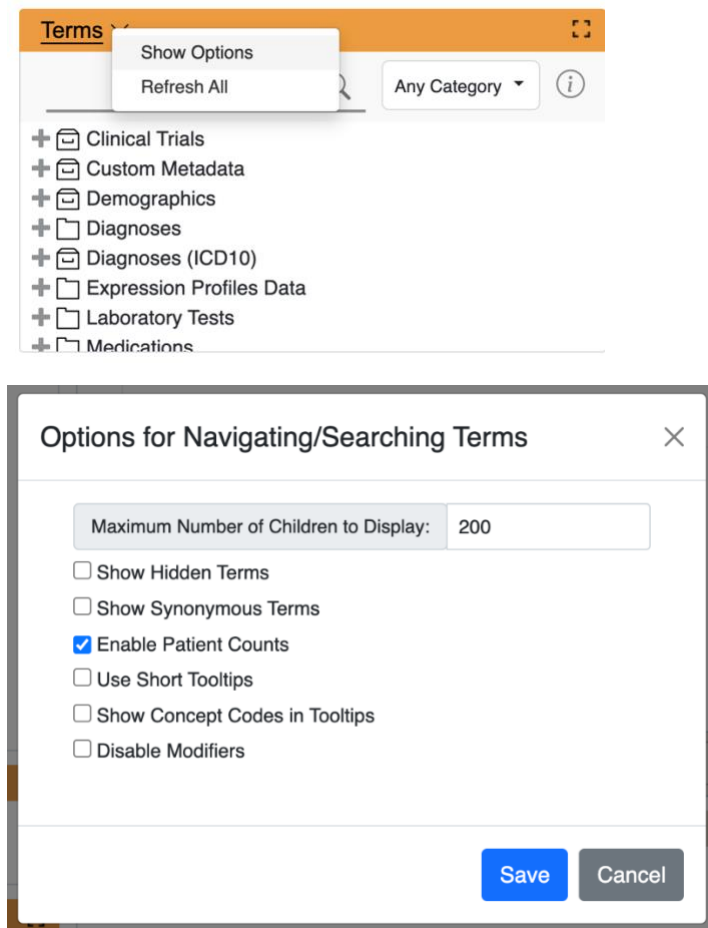 Terms
Show Options
Refresh All
Any Category
i
Clinical Trials
Custom Metadata
Demographics
Diagnoses
Diagnoses (ICD10)
Expression Profiles Data
Laboratory Tests
Medications
Options for Navigating/Searching Terms
Maximum Number of Children to Display: 200
Show Hidden Terms
Show Synonymous Terms
Enable Patient Counts
Use Short Tooltips
Show Concept Codes in Tooltips
Disable Modifiers
Save Cancel